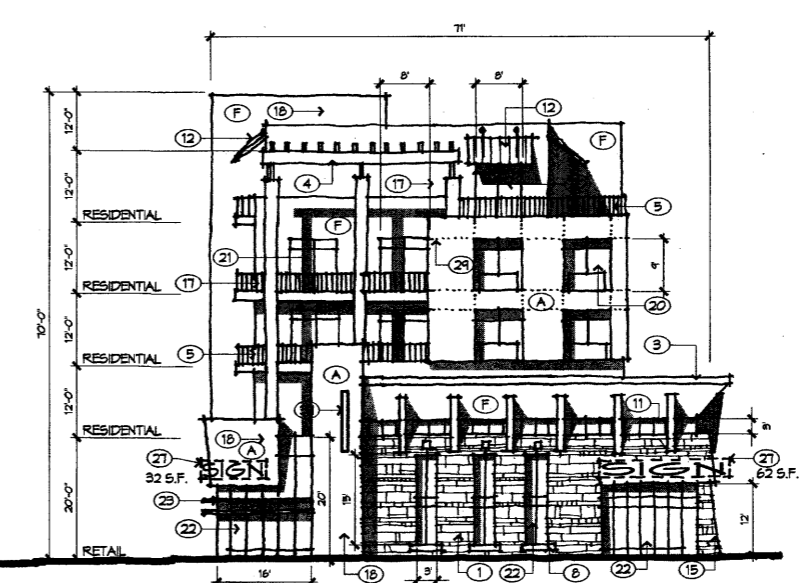 71'
8'
8'
F
18
12
12
F
12'-0"
4
17
5
12'-0"
RESIDENTIAL
F
21
29
9'
20
12'-0"
17
RESIDENTIAL
A
70'-0"
12'-0"
3
5
RESIDENTIAL
A
F
11
12'-0"
3'
RESIDENTIAL
18
A
27
SIGN
32 S.F.
SIGN
27
62 S.F.
23
20'-0"
20'
15'
12'
22
RETAIL
16'
18
3'
1
22
8
22
15